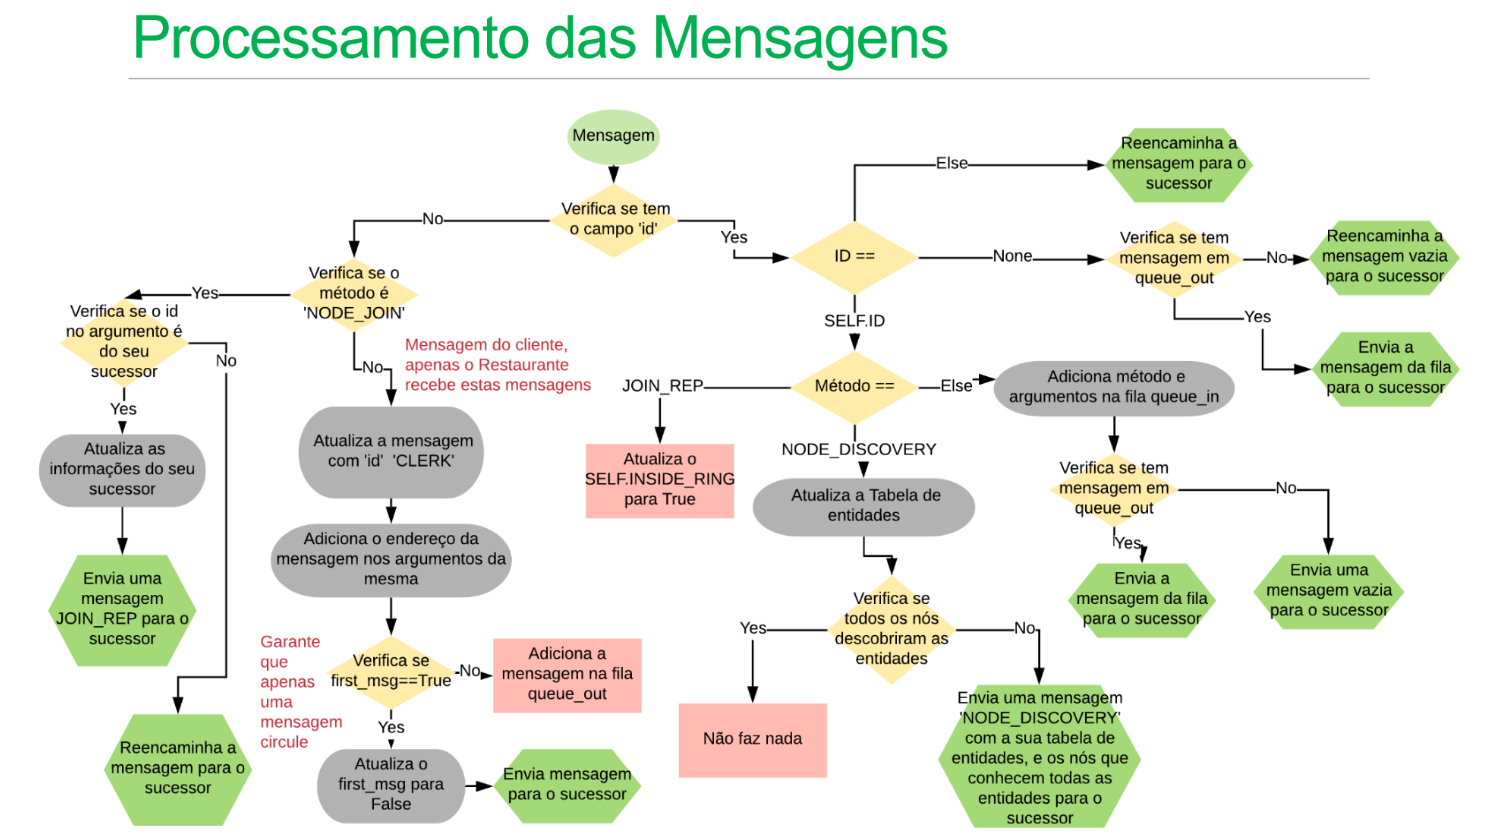 Processamento das Mensagens
Mensagem
Verifica se tem
o campo 'id'
No
Yes
Verifica se o
método é
'NODE_JOIN'
Yes
Verifica se o id
no argumento é
do seu
sucessor
No
Yes
Atualiza as
informações do seu
sucessor
Envia uma
mensagem
JOIN_REP para o
sucessor
Reencaminha a
mensagem para o
sucessor
No
Mensagem do cliente,
apenas o Restaurante
recebe estas mensagens
Atualiza a mensagem
com 'id' 'CLERK'
Adiciona o endereço da
mensagem nos argumentos da
mesma
Garante
que
apenas
uma
mensagem
circule
Verifica se
first_msg==True
No
Adiciona a
mensagem na fila
queue_out
Yes
Atualiza o
first_msg para
False
Envia mensagem
para o sucessor
ID ==
Else
Reencaminha a
mensagem para o
sucessor
None
Verifica se tem
mensagem em
queue_out
No
Reencaminha a
mensagem vazia
para o sucessor
Yes
Envia a
mensagem da fila
para o sucessor
SELF.ID
Método ==
JOIN_REP
Atualiza o
SELF.INSIDE_RING
para True
NODE_DISCOVERY
Atualiza a Tabela de
entidades
Verifica se
todos os nós
descobriram as
entidades
Yes
Não faz nada
No
Envia uma mensagem
'NODE_DISCOVERY'
com a sua tabela de
entidades, e os nós que
conhecem todas as
entidades para o
sucessor
Else
Adiciona método e
argumentos na fila queue_in
Verifica se tem
mensagem em
queue_out
No
Yes
Envia a
mensagem da fila
para o sucessor
Envia uma
mensagem vazia
para o sucessor